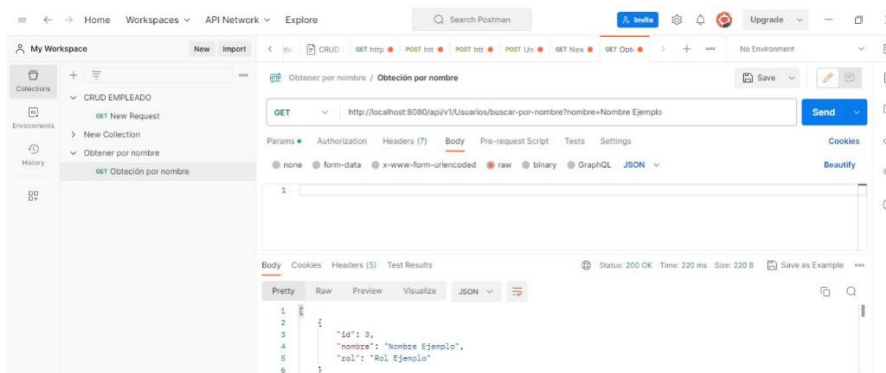 Home Workspaces API Network Explore Search Postman Invite Upgrade
My Workspace New Import CRUD GET http POST htt POST htt POST Un GET New GET Obte No Environment
Collections
Environments
History
CRUD EMPLEADO
GET New Request
New Collection
Obtener por nombre
GET Obteción por nombre
HTTP Obtener por nombre / Obteción por nombre Save
GET http://localhost:8080/api/v1/Usuarios/buscar-por-nombre?nombre=Nombre Ejemplo Send
Params Authorization Headers (7) Body Pre-request Script Tests Settings Cookies
none form-data x-www-form-urlencoded raw binary GraphQL JSON Beautify
1
Body Cookies Headers (5) Test Results Status: 200 OK Time: 220 ms Size: 220 B Save as Example
Pretty Raw Preview Visualize JSON
1 [
2 {
3 "id": 3,
4 "nombre": "Nombre Ejemplo",
5 "rol": "Rol Ejemplo"
6 }